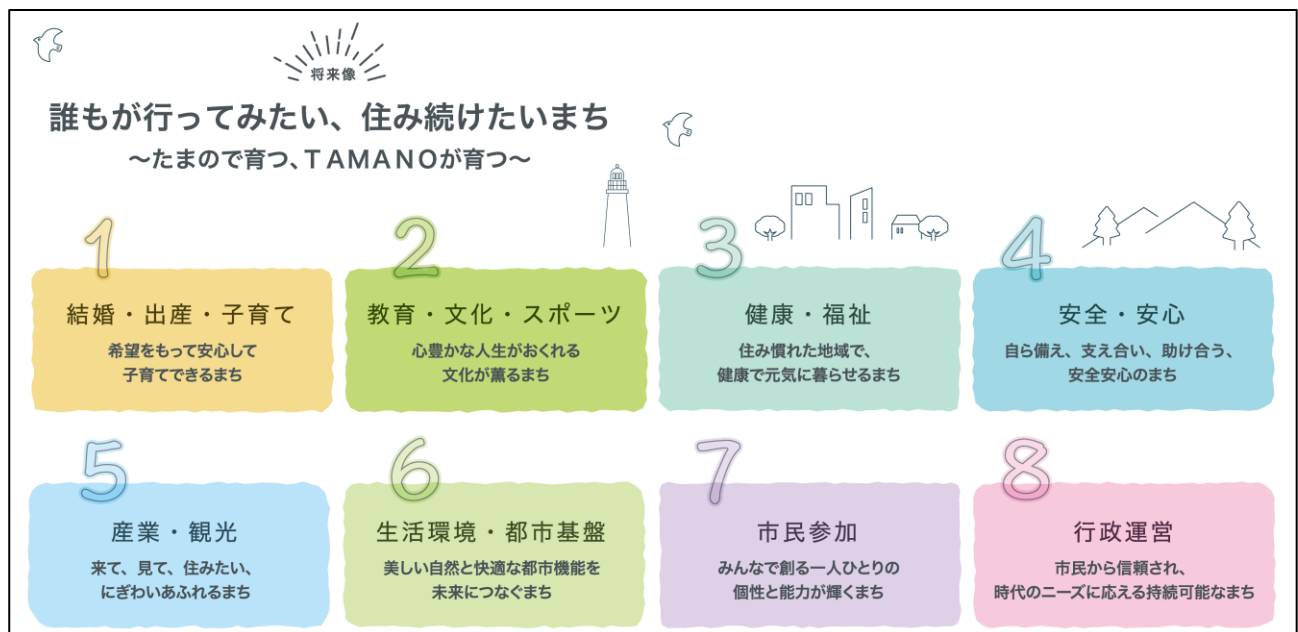 将来像
誰もが行ってみたい、住み続けたいまち
〜たまので育つ、TAMANOが育つ〜
1
結婚・出産・子育て
希望をもって安心して
子育てできるまち
2
教育・文化・スポーツ
心豊かな人生がおくれる
文化が薫るまち
3
健康・福祉
住み慣れた地域で、
健康で元気に暮らせるまち
4
安全・安心
自ら備え、支え合い、助け合う、
安全安心のまち
5
産業・観光
来て、見て、住みたい、
にぎわいあふれるまち
6
生活環境・都市基盤
美しい自然と快適な都市機能を
未来につなぐまち
7
市民参加
みんなで創る一人ひとりの
個性と能力が輝くまち
8
行政運営
市民から信頼され、
時代のニーズに応える持続可能なまち